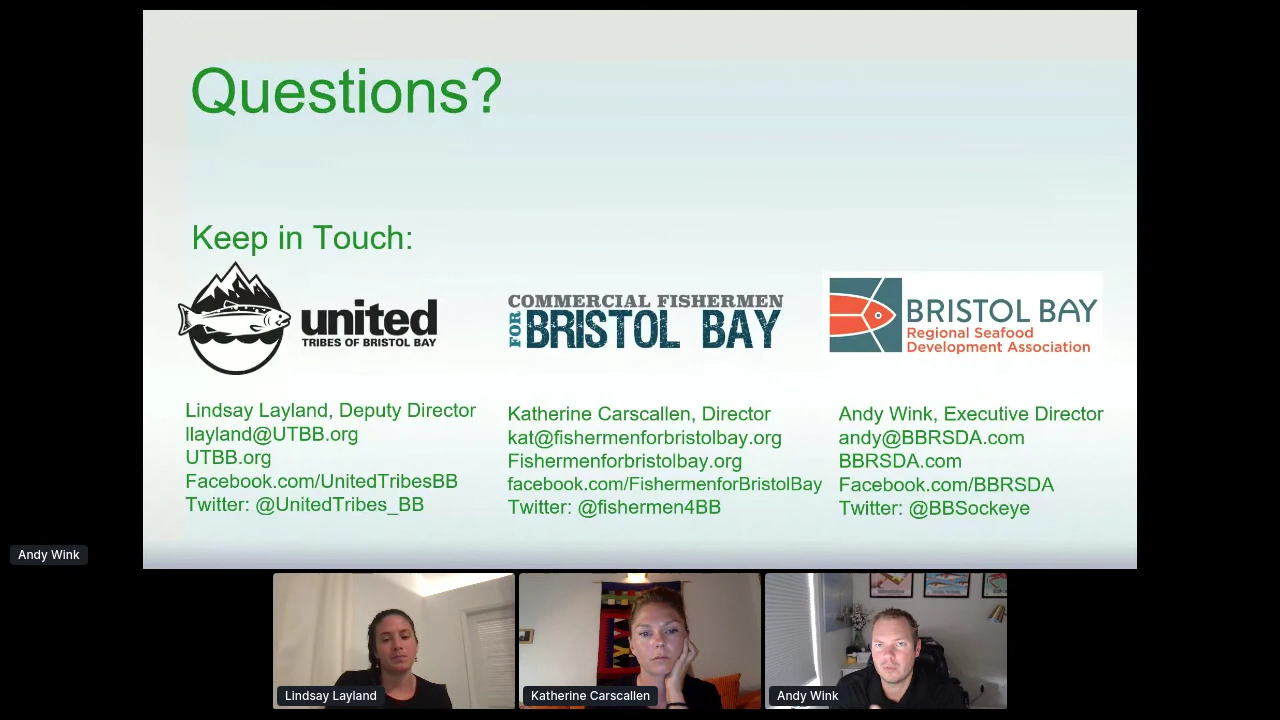 Questions?
Keep in Touch:
united
TRIBES OF BRISTOL BAY
COMMERCIAL FISHERMEN
FOR BRISTOL BAY
BRISTOL BAY
Regional Seafood
Development Association
Lindsay Layland, Deputy Director
llayland@UTBB.org
UTBB.org
Facebook.com/UnitedTribesBB
Twitter: @UnitedTribes_BB
Katherine Carscallen, Director
kat@fishermenforbristolbay.org
Fishermenforbristolbay.org
facebook.com/FishermenforBristolBay
Twitter: @fishermen4BB
Andy Wink, Executive Director
andy@BBRSDA.com
BBRSDA.com
Facebook.com/BBRSDA
Twitter: @BBSockeye
Andy Wink
Lindsay Layland
Katherine Carscallen
Andy Wink